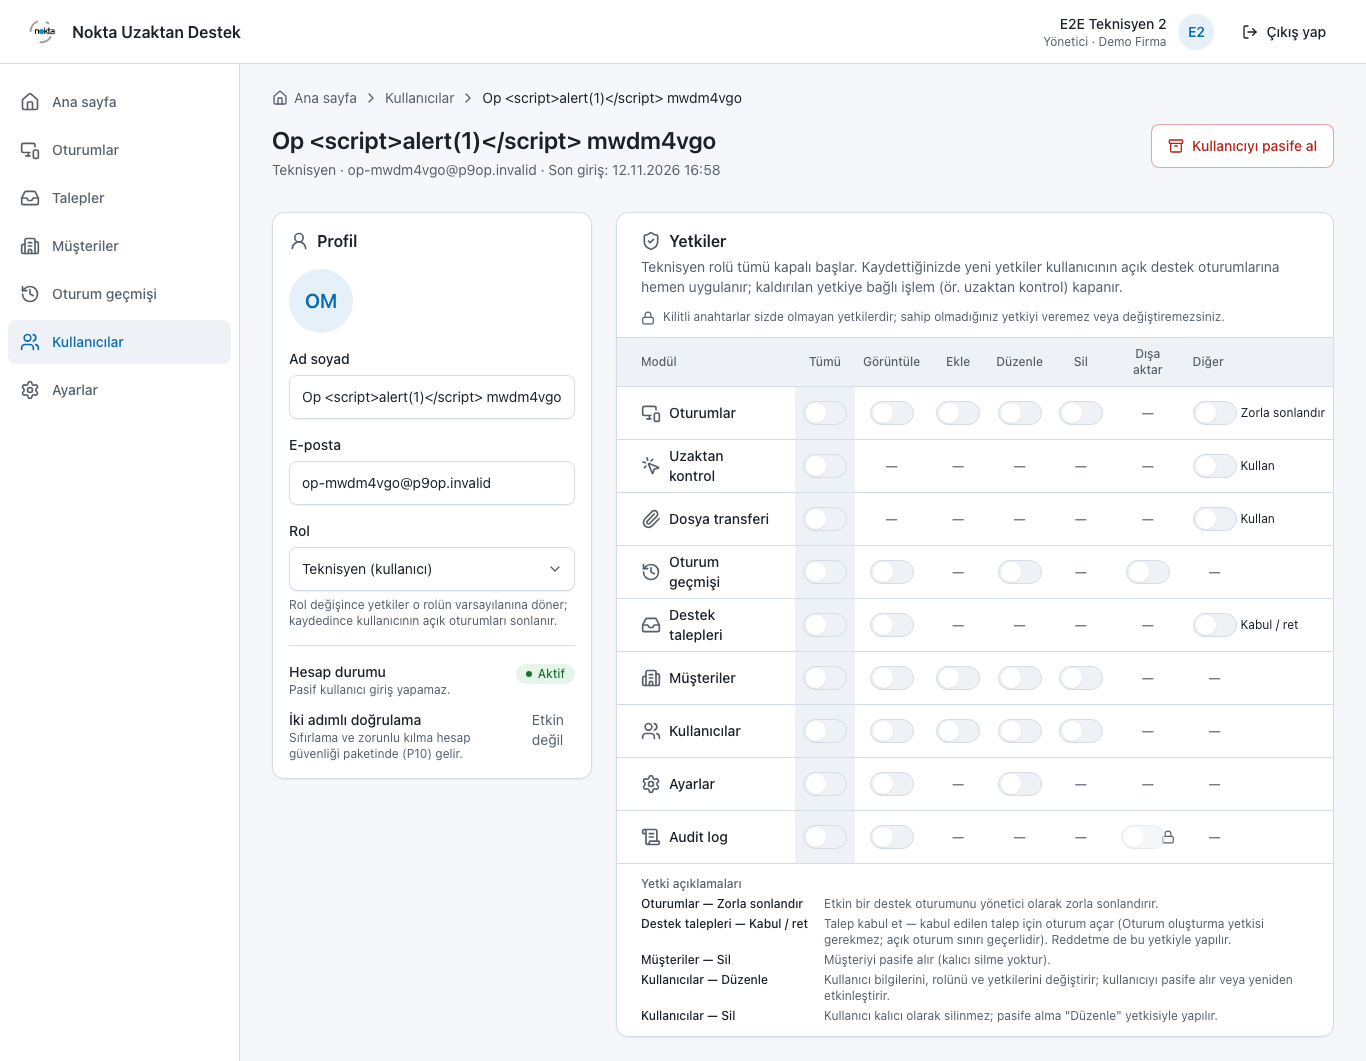 nokta
Nokta Uzaktan Destek
E2E Teknisyen 2
Yönetici · Demo Firma
E2
Çıkış yap
Ana sayfa
Oturumlar
Talepler
Müşteriler
Oturum geçmişi
Kullanıcılar
Ayarlar
Ana sayfa > Kullanıcılar > Op <script>alert(1)</script> mwdm4vgo
Op <script>alert(1)</script> mwdm4vgo
Teknisyen · op-mwdm4vgo@p9op.invalid · Son giriş: 12.11.2026 16:58
Kullanıcıyı pasife al
Profil
OM
Ad soyad
Op <script>alert(1)</script> mwdm4vgo
E-posta
op-mwdm4vgo@p9op.invalid
Rol
Teknisyen (kullanıcı)
Rol değişince yetkiler o rolün varsayılanına döner;
kaydedince kullanıcının açık oturumları sonlanır.
Hesap durumu
Aktif
Pasif kullanıcı giriş yapamaz.
İki adımlı doğrulama
Etkin
değil
Sıfırlama ve zorunlu kılma hesap
güvenliği paketinde (P10) gelir.
Yetkiler
Teknisyen rolü tümü kapalı başlar. Kaydettiğinizde yeni yetkiler kullanıcının açık destek oturumlarına
hemen uygulanır; kaldırılan yetkiye bağlı işlem (ör. uzaktan kontrol) kapanır.
Kilitli anahtarlar sizde olmayan yetkilerdir; sahip olmadığınız yetkiyi veremez veya değiştiremezsiniz.
Modül Tümü Görüntüle Ekle Düzenle Sil Dışa aktar Diğer
Oturumlar — Zorla sonlandır
Uzaktan kontrol — — — — — Kullan
Dosya transferi — — — — — Kullan
Oturum geçmişi — — —
Destek talepleri — — — — Kabul / ret
Müşteriler — —
Kullanıcılar — —
Ayarlar — — — —
Audit log — — — —
Yetki açıklamaları
Oturumlar — Zorla sonlandır Etkin bir destek oturumunu yönetici olarak zorla sonlandırır.
Destek talepleri — Kabul / ret Talep kabul et — kabul edilen talep için oturum açar (Oturum oluşturma yetkisi
gerekmez; açık oturum sınırı geçerlidir). Reddetme de bu yetkiyle yapılır.
Müşteriler — Sil Müşteriyi pasife alır (kalıcı silme yoktur).
Kullanıcılar — Düzenle Kullanıcı bilgilerini, rolünü ve yetkilerini değiştirir; kullanıcıyı pasife alır veya yeniden
etkinleştirir.
Kullanıcılar — Sil Kullanıcı kalıcı olarak silinmez; pasife alma "Düzenle" yetkisiyle yapılır.